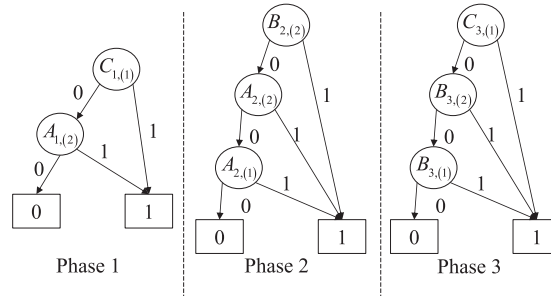 C1,(1)
0
A1,(2)
1
0
1
0
1
Phase 1
B2,(2)
0
A2,(2)
1
0
1
A2,(1)
1
0
0
1
Phase 2
C3,(1)
0
B3,(2)
1
0
1
B3,(1)
1
0
0
1
Phase 3